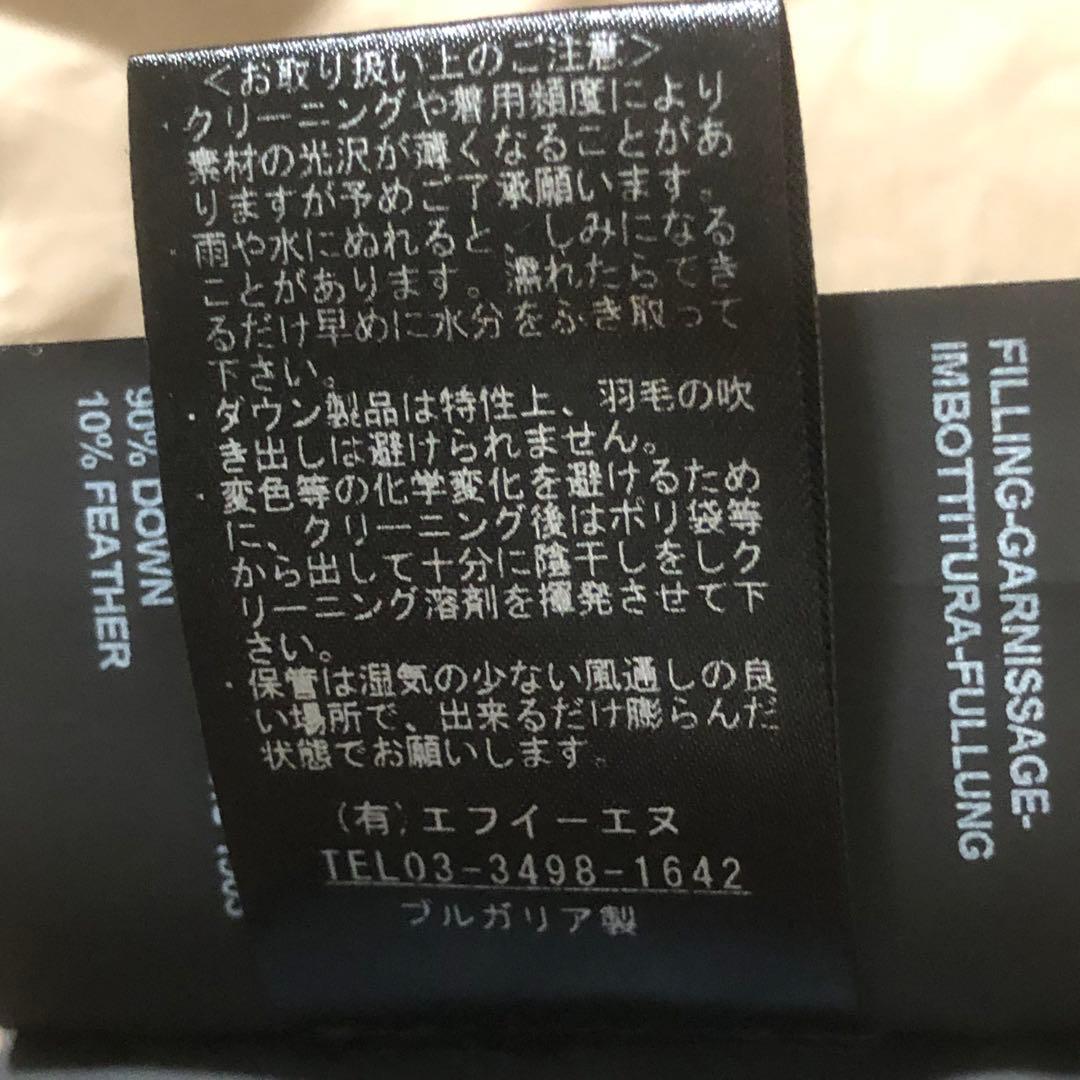 ＜お取り扱い上のご注意＞
・クリーニングや着用頻度により
素材の光沢が薄くなることがあ
りますが予めご了承願います。
・雨や水にぬれると、しみになる
ことがあります。濡れたらでき
るだけ早めに水分をふき取って
下さい。
・ダウン製品は特性上、羽毛の吹
き出しは避けられません。
・変色等の化学変化を避けるため
に、クリーニング後はポリ袋等
から出して十分に陰干しをしク
リーニング溶剤を揮発させて下
さい。
・保管は湿気の少ない風通しの良
い場所で、出来るだけ膨らんだ
状態でお願いします。
(有)エフイーエヌ
TEL03-3498-1642
ブルガリア製
FILLING-GARNISSAGE-
IMBOTTITURA-FULLUNG
90% DOWN
10% FEATHER